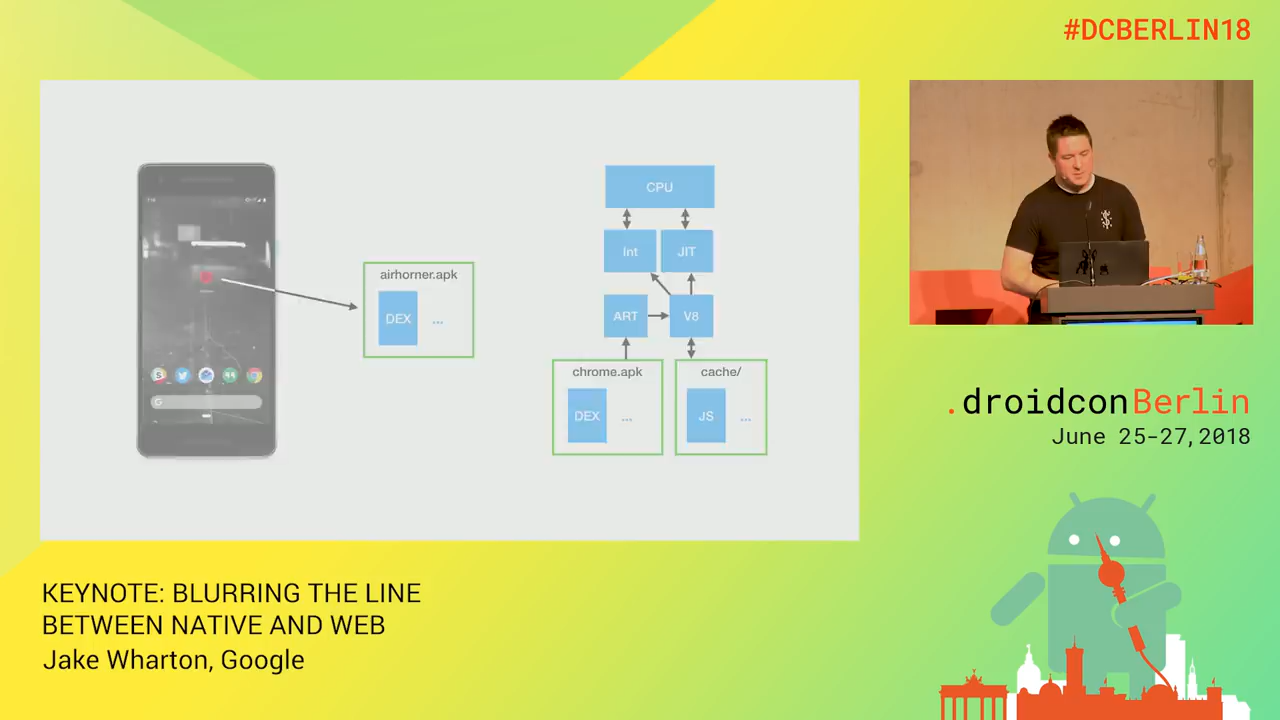 #DCBERLIN18
CPU
Int
JIT
airhorner.apk
DEX
...
ART
V8
chrome.apk
DEX
...
cache/
JS
...
.droidconBerlin
June 25-27, 2018
KEYNOTE: BLURRING THE LINE
BETWEEN NATIVE AND WEB
Jake Wharton, Google